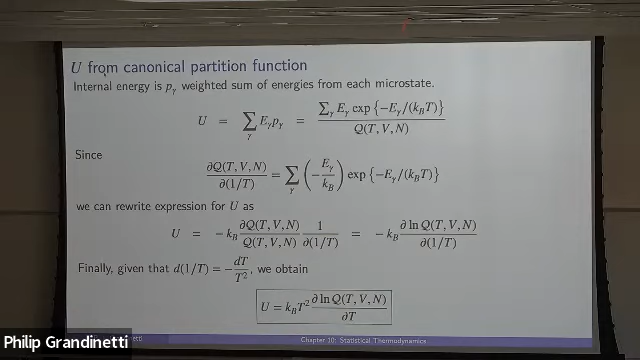 U from canonical partition function
Internal energy is p_γ weighted sum of energies from each microstate.
U = ∑_γ E_γ p_γ = ∑_γ E_γ exp {−E_γ/(k_B T)} / Q(T, V, N)
Since
∂Q(T, V, N) / ∂(1/T) = ∑_γ (−E_γ / k_B) exp {−E_γ/(k_B T)}
we can rewrite expression for U as
U = −k_B ∂Q(T, V, N) / Q(T, V, N) 1 / ∂(1/T) = −k_B ∂ ln Q(T, V, N) / ∂(1/T)
Finally, given that d(1/T) = − dT / T², we obtain
U = k_B T² ∂ ln Q(T, V, N) / ∂T
Philip Grandinetti
Chapter 10: Statistical Thermodynamics